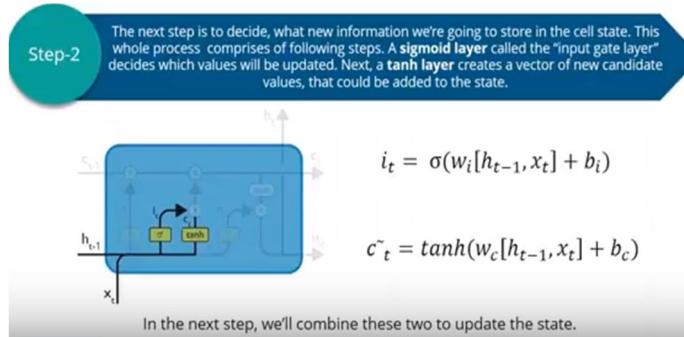 Step-2
The next step is to decide, what new information we're going to store in the cell state. This
whole process comprises of following steps. A sigmoid layer called the "input gate layer"
decides which values will be updated. Next, a tanh layer creates a vector of new candidate
values, that could be added to the state.
h_t
c_{t-1}
i_t
σ
tanh
h_{t-1}
x_t
i_t = σ(w_i[h_{t-1}, x_t] + b_i)
c~_t = tanh(w_c[h_{t-1}, x_t] + b_c)
In the next step, we'll combine these two to update the state.